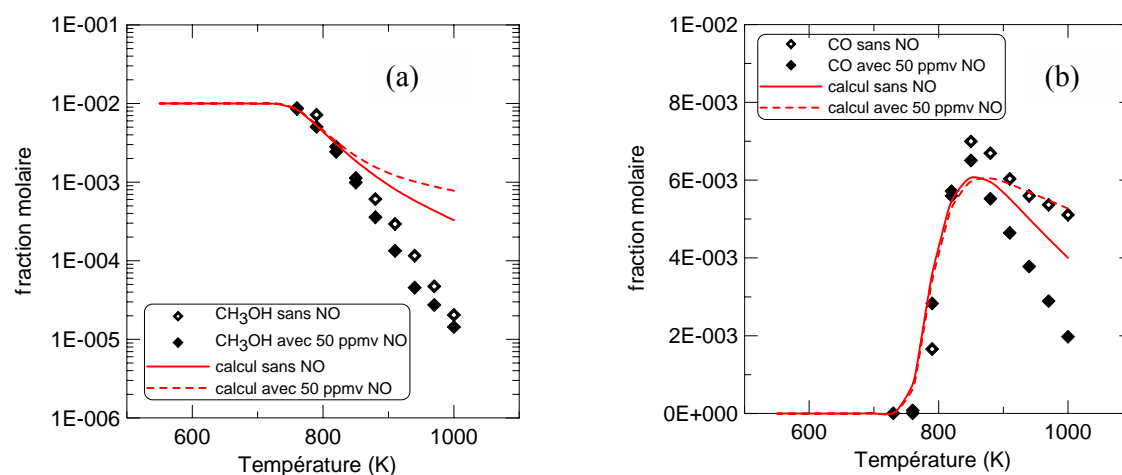 1E-001
1E-002
1E-003
1E-004
1E-005
1E-006
fraction molaire
(a)
CH3OH sans NO
CH3OH avec 50 ppmv NO
calcul sans NO
calcul avec 50 ppmv NO
600 800 1000
Température (K)
1E-002
8E-003
6E-003
4E-003
2E-003
0E+000
fraction molaire
CO sans NO
CO avec 50 ppmv NO
calcul sans NO
calcul avec 50 ppmv NO
(b)
600 800 1000
Température (K)